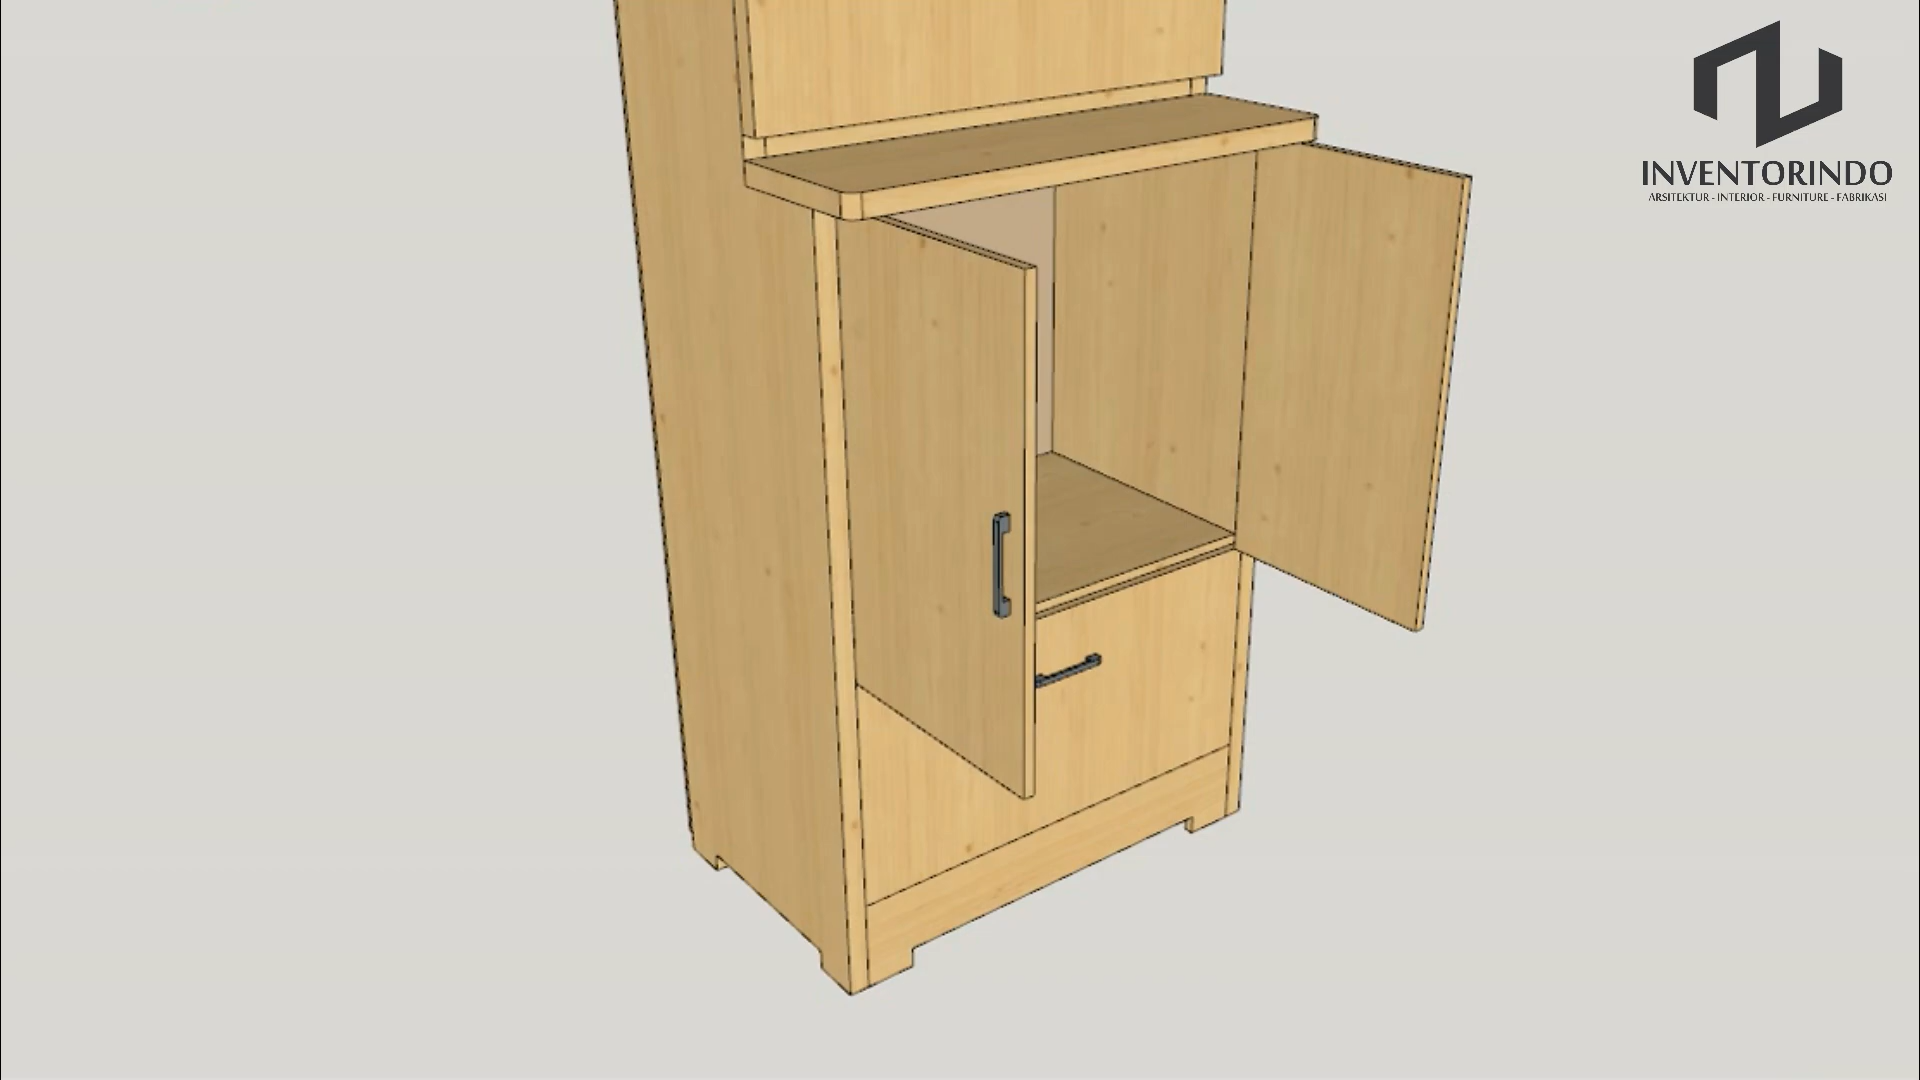 INVENTORINDO
ARSITEKTUR - INTERIOR - FURNITURE - FABRIKASI